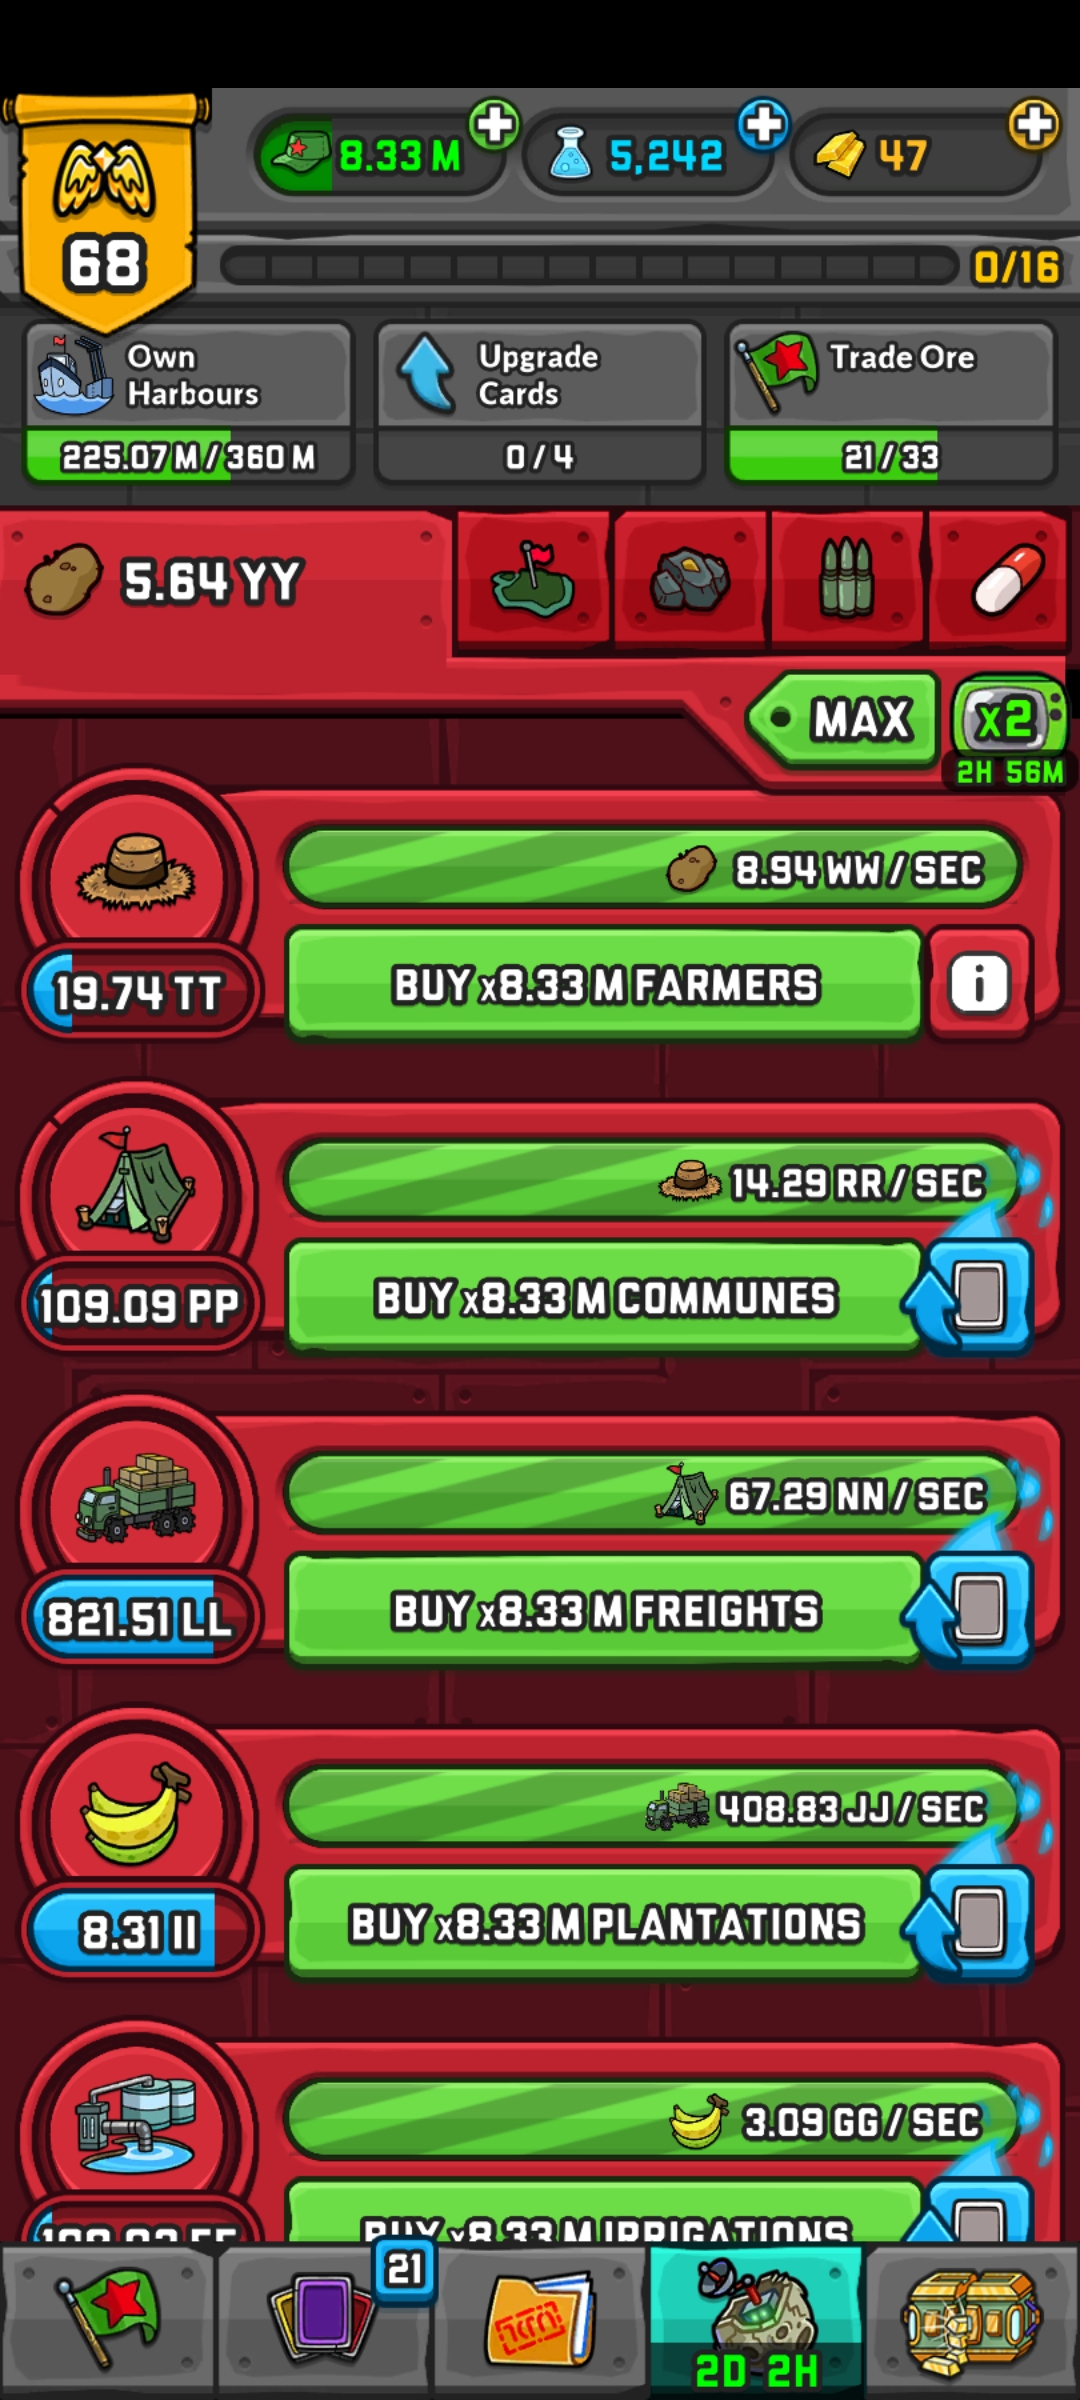 8.33 M
5,242
47
68
0/16
Own
Harbours
225.07 M / 360 M
Upgrade
Cards
0 / 4
Trade Ore
21 / 33
5.64 YY
MAX
x2
2H 56M
8.94 WW / SEC
19.74 TT
BUY x8.33 M FARMERS
i
14.29 RR / SEC
109.09 PP
BUY x8.33 M COMMUNES
67.29 NN / SEC
821.51 LL
BUY x8.33 M FREIGHTS
408.83 JJ / SEC
8.31 II
BUY x8.33 M PLANTATIONS
3.09 GG / SEC
BUY x8.33 M IRRIGATIONS
21
2D 2H